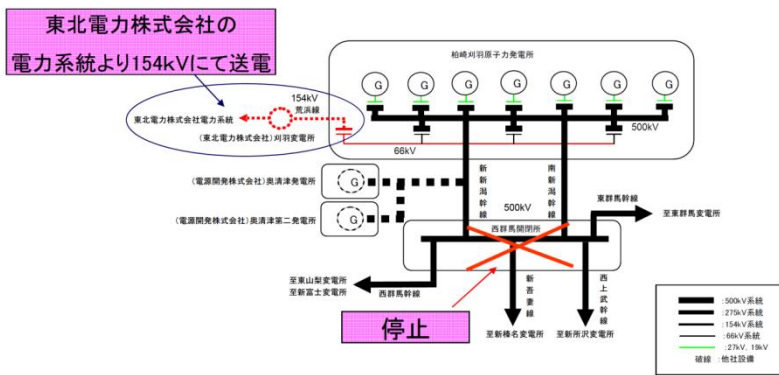 東北電力株式会社の
電力系統より154kVにて送電
柏崎刈羽原子力発電所
G
G
G
G
G
G
G
154kV
荒浜線
東北電力株式会社電力系統
(東北電力株式会社)刈羽変電所
500kV
66kV
新新潟幹線
南新潟幹線
(電源開発株式会社)奥清津発電所
G
(電源開発株式会社)奥清津第二発電所
G
500kV
東群馬幹線
至東群馬変電所
西群馬開閉所
至東山梨変電所
至新富士変電所
西群馬幹線
新吾妻線
西上武幹線
停止
至新榛名変電所
至新所沢変電所
:500kV系統
:275kV系統
:154kV系統
:66kV系統
:27kV、19kV
破線 :他社設備